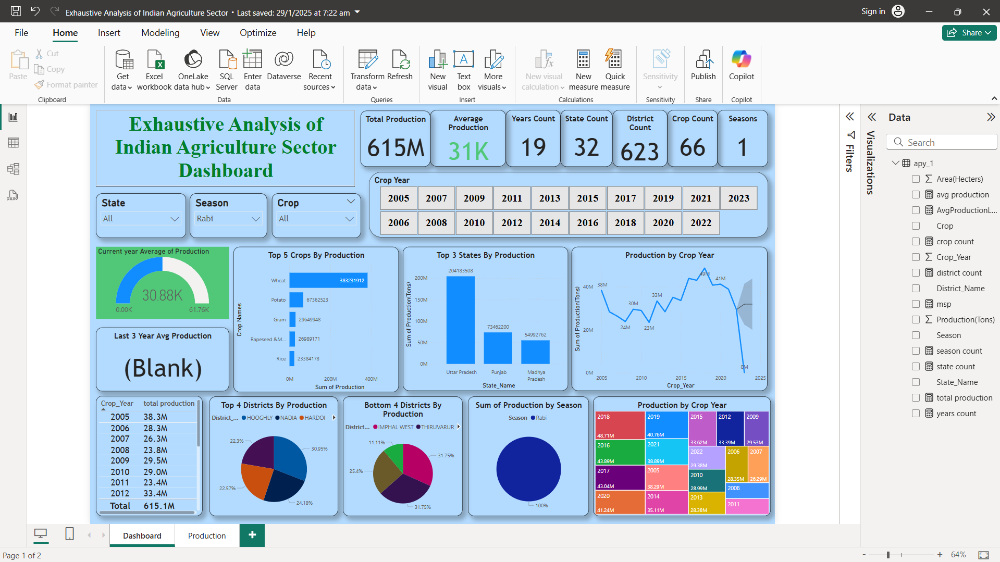 Exhaustive Analysis of Indian Agriculture Sector • Last saved: 29/1/2025 at 7:22 am
Sign in
File Home Insert Modeling View Optimize Help
Share
Paste
Cut
Copy
Format painter
Clipboard
Get data
Excel workbook
OneLake data hub
SQL Server
Enter data
Dataverse
Recent sources
Data
Transform data
Refresh
Queries
New visual
Text box
More visuals
Insert
New visual calculation
New measure
Quick measure
Calculations
Sensitivity
Sensitivity
Publish
Share
Copilot
Copilot
Exhaustive Analysis of
Indian Agriculture Sector
Dashboard
Total Production
615M
Average
Production
31K
Years Count
19
State Count
32
District
Count
623
Crop Count
66
Seasons
1
State
All
Season
Rabi
Crop
All
Crop Year
2005 2007 2009 2011 2013 2015 2017 2019 2021 2023
2006 2008 2010 2012 2014 2016 2018 2020 2022
Current year Average of Production
30.88K
0.00K 61.76K
Last 3 Year Avg Production
(Blank)
Top 5 Crops By Production
Crop Names
Wheat 383231912
Potato 67362523
Gram 29649948
Rapeseed &M... 26989171
Rice 23384178
0M 200M 400M
Sum of Production
Top 3 States By Production
Sum of Production(Tons)
200M
150M
100M
50M
0M
204183508
73462200
54992762
Uttar Pradesh Punjab Madhya
Pradesh
State_Name
Production by Crop Year
Sum of Production(Tons)
40M
20M
0M
38M
24M
30M
23M
33M
49M
41M
0M
2005 2010 2015 2020 2025
Crop_Year
Crop_Year total production
2005 38.3M
2006 28.3M
2007 26.3M
2008 23.8M
2009 29.5M
2010 29.0M
2011 23.4M
2012 33.4M
Total 615.1M
Top 4 Districts By Production
District_... HOOGHLY NADIA HARDOI
22.3%
30.95%
22.57%
24.18%
Bottom 4 Districts By
Production
District... IMPHAL WEST THIRUVARUR
11.11%
31.75%
25.4%
31.75%
Sum of Production by Season
Season Rabi
100%
Production by Crop Year
2018
48.71M
2016
43.89M
2017
43.04M
2020
41.24M
2019
40.76M
2021
38.89M
2005
38.29M
2014
35.11M
2015
33.62M
2012
33.39M
2009
29.53M
2022
29.38M
2010
28.99M
2013
28.38M
2006
28.35M
2007
26.29M
2008
2011
Filters
Visualizations
Data
Search
apy_1
Area(Hecters)
avg production
AvgProductionL...
Crop
crop count
Crop_Year
district count
District_Name
msp
Production(Tons)
Season
season count
state count
State_Name
total production
years count
DAX
Dashboard Production +
Page 1 of 2
- + 64%